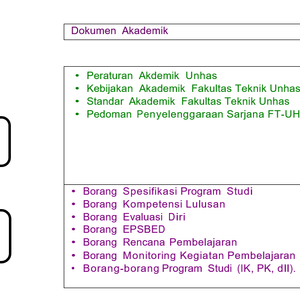 Dokumen Akademik
• Peraturan Akdemik Unhas
• Kebijakan Akademik Fakultas Teknik Unhas
• Standar Akademik Fakultas Teknik Unhas
• Pedoman Penyelenggaraan Sarjana FT-UH
• Borang Spesifikasi Program Studi
• Borang Kompetensi Lulusan
• Borang Evaluasi Diri
• Borang EPSBED
• Borang Rencana Pembelajaran
• Borang Monitoring Kegiatan Pembelajaran
• Borang-borang Program Studi (IK, PK, dll).